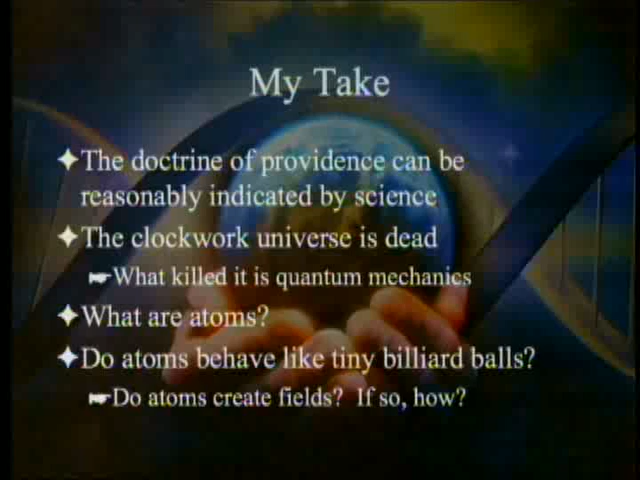 My Take
The doctrine of providence can be
reasonably indicated by science
The clockwork universe is dead
What killed it is quantum mechanics
What are atoms?
Do atoms behave like tiny billiard balls?
Do atoms create fields? If so, how?